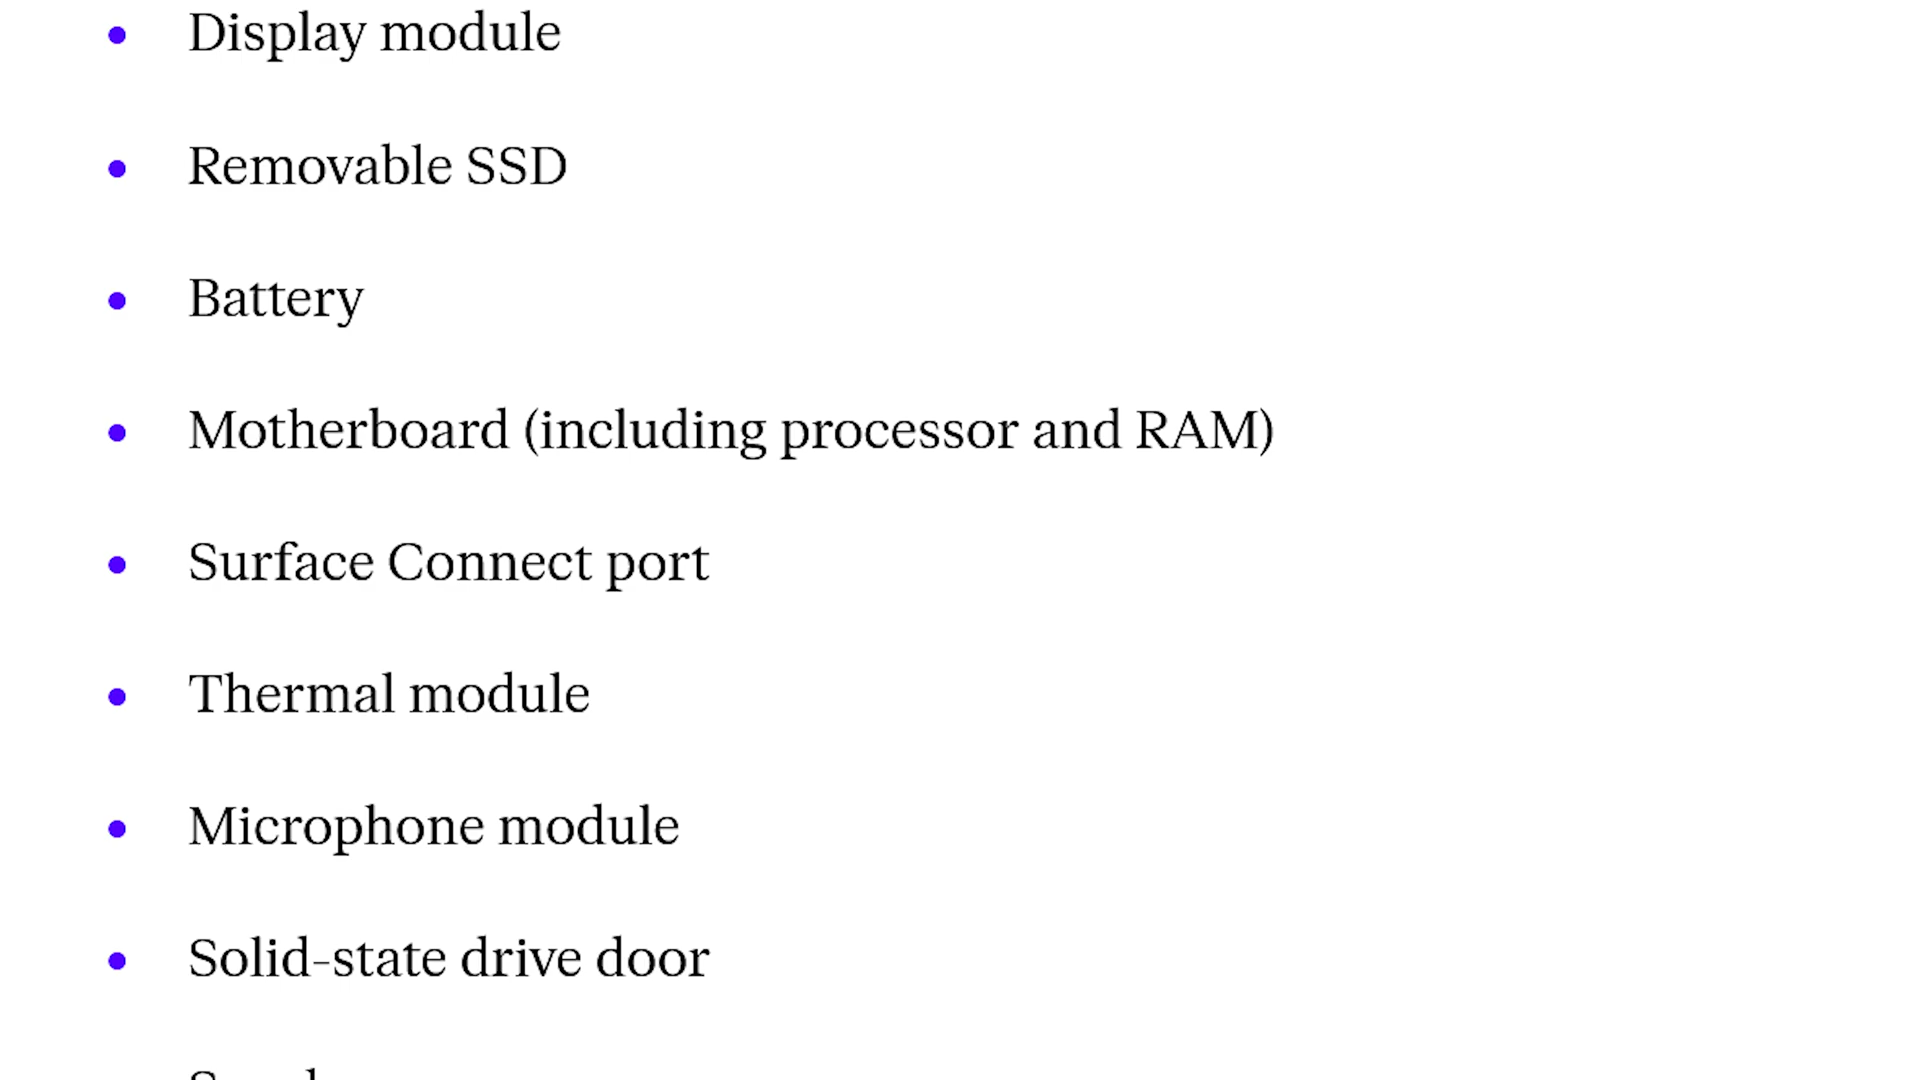 • Display module
• Removable SSD
• Battery
• Motherboard (including processor and RAM)
• Surface Connect port
• Thermal module
• Microphone module
• Solid-state drive door